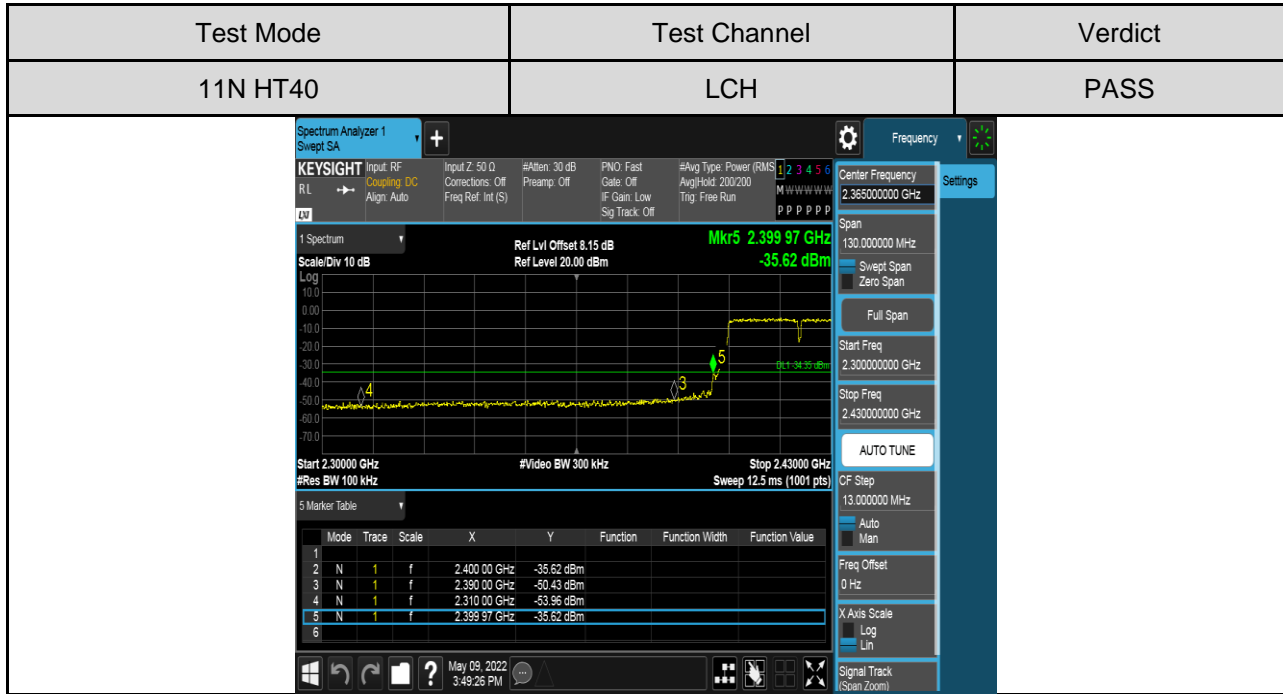 Test Mode Test Channel Verdict
11N HT40 LCH PASS
Spectrum Analyzer 1
Swept SA
+
Frequency
KEYSIGHT Input: RF Input Z: 50 Ω #Atten: 30 dB PNO: Fast #Avg Type: Power (RMS 1 2 3 4 5 6
RL Coupling: DC Corrections: Off Preamp: Off Gate: Off Avg|Hold: 200/200 M W W W W W
Align: Auto Freq Ref: Int (S) IF Gain: Low Trig: Free Run
LXI Sig Track: Off P P P P P P
1 Spectrum Ref Lvl Offset 8.15 dB Mkr5 2.399 97 GHz
Scale/Div 10 dB Ref Level 20.00 dBm -35.62 dBm
Log
10.0
0.00
-10.0
-20.0
-30.0
-40.0
-50.0
-60.0
-70.0
5
DL1 -34.35 dBm
3
4
Start 2.30000 GHz #Video BW 300 kHz Stop 2.43000 GHz
#Res BW 100 kHz Sweep 12.5 ms (1001 pts)
5 Marker Table
Mode Trace Scale X Y Function Function Width Function Value
1
2 N 1 f 2.400 00 GHz -35.62 dBm
3 N 1 f 2.390 00 GHz -50.43 dBm
4 N 1 f 2.310 00 GHz -53.96 dBm
5 N 1 f 2.399 97 GHz -35.62 dBm
6
? May 09, 2022
3:49:26 PM
Center Frequency
2.365000000 GHz
Settings
Span
130.000000 MHz
Swept Span
Zero Span
Full Span
Start Freq
2.300000000 GHz
Stop Freq
2.430000000 GHz
AUTO TUNE
CF Step
13.000000 MHz
Auto
Man
Freq Offset
0 Hz
X Axis Scale
Log
Lin
Signal Track
(Span Zoom)